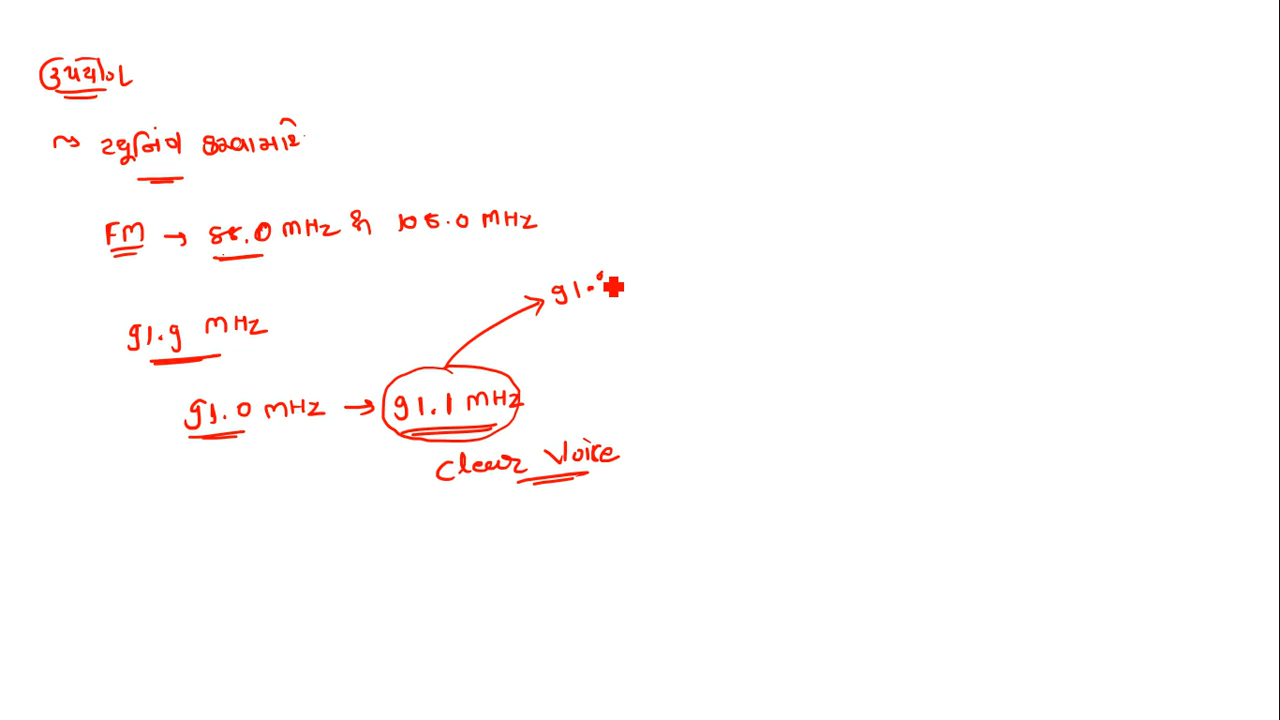 ઉપયોગ
~> ટ્યુનિંગ કરવા માટે
FM → 88.0 MHz થી 108.0 MHz
91.
91.9 MHz
91.0 MHz → 91.1 MHz
Clear Voice